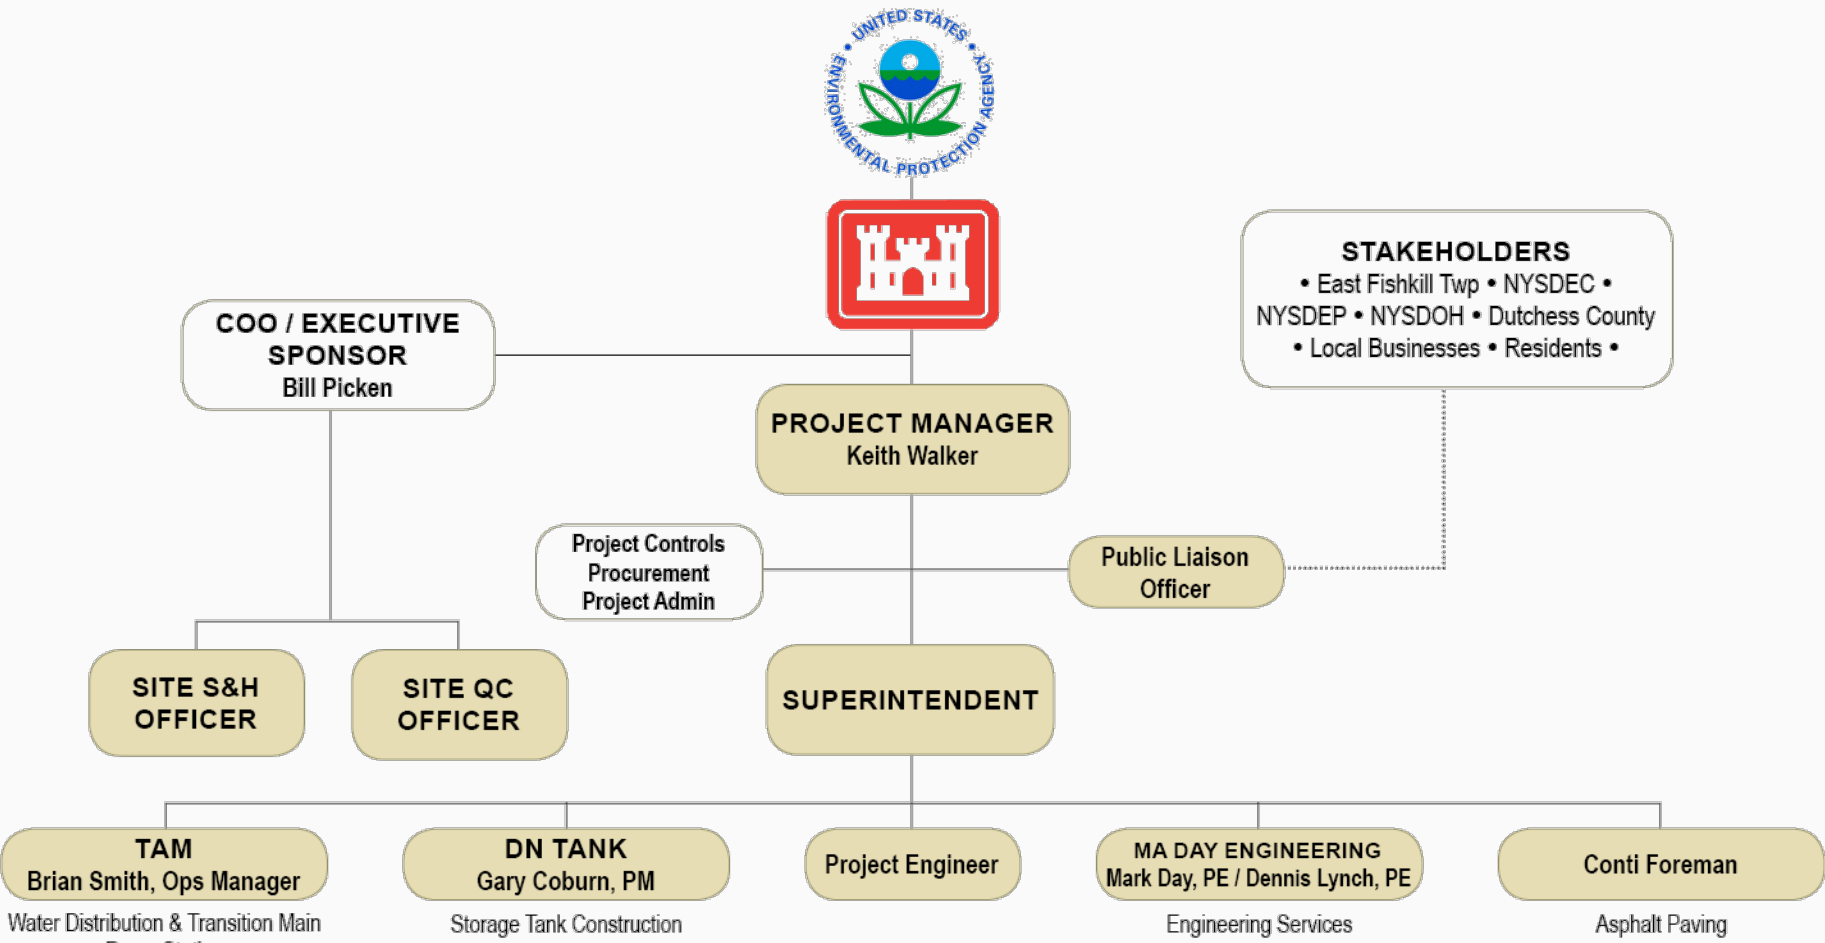 • UNITED STATES •
ENVIRONMENTAL PROTECTION AGENCY
STAKEHOLDERS
• East Fishkill Twp • NYSDEC •
NYSDEP • NYSDOH • Dutchess County
• Local Businesses • Residents •
COO / EXECUTIVE
SPONSOR
Bill Picken
PROJECT MANAGER
Keith Walker
Project Controls
Procurement
Project Admin
Public Liaison
Officer
SITE S&H
OFFICER
SITE QC
OFFICER
SUPERINTENDENT
TAM
Brian Smith, Ops Manager
Water Distribution & Transition Main
DN TANK
Gary Coburn, PM
Storage Tank Construction
Project Engineer
MA DAY ENGINEERING
Mark Day, PE / Dennis Lynch, PE
Engineering Services
Conti Foreman
Asphalt Paving